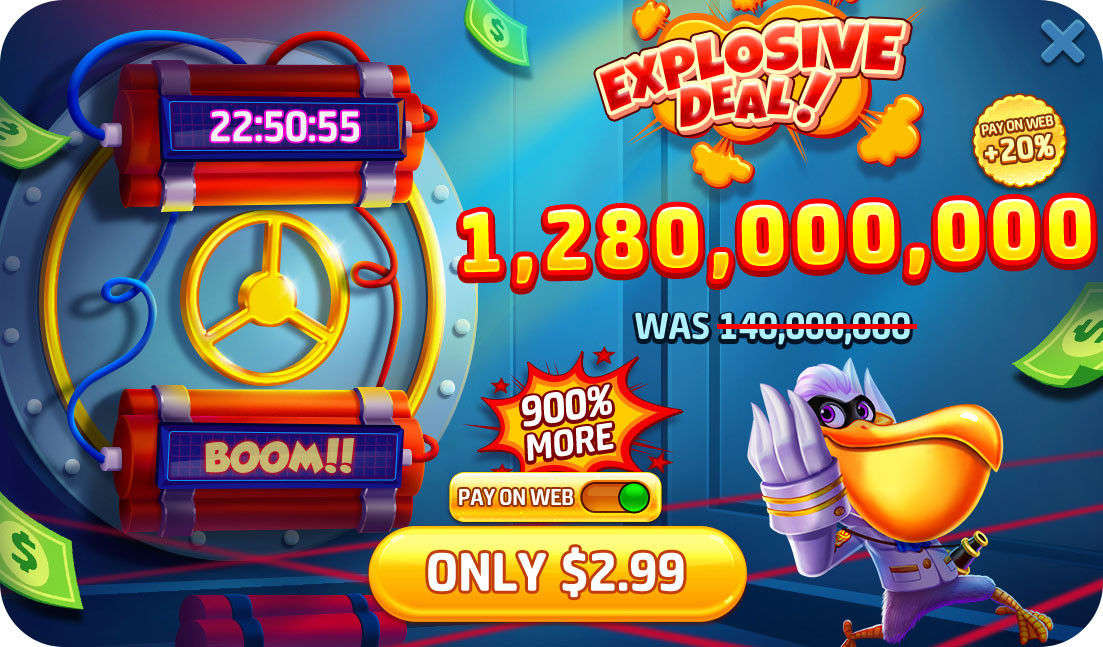 EXPLOSIVE
DEAL!
22:50:55
PAY ON WEB
+20%
1,280,000,000
WAS 140,000,000
900%
MORE
BOOM!!
PAY ON WEB
ONLY $2.99